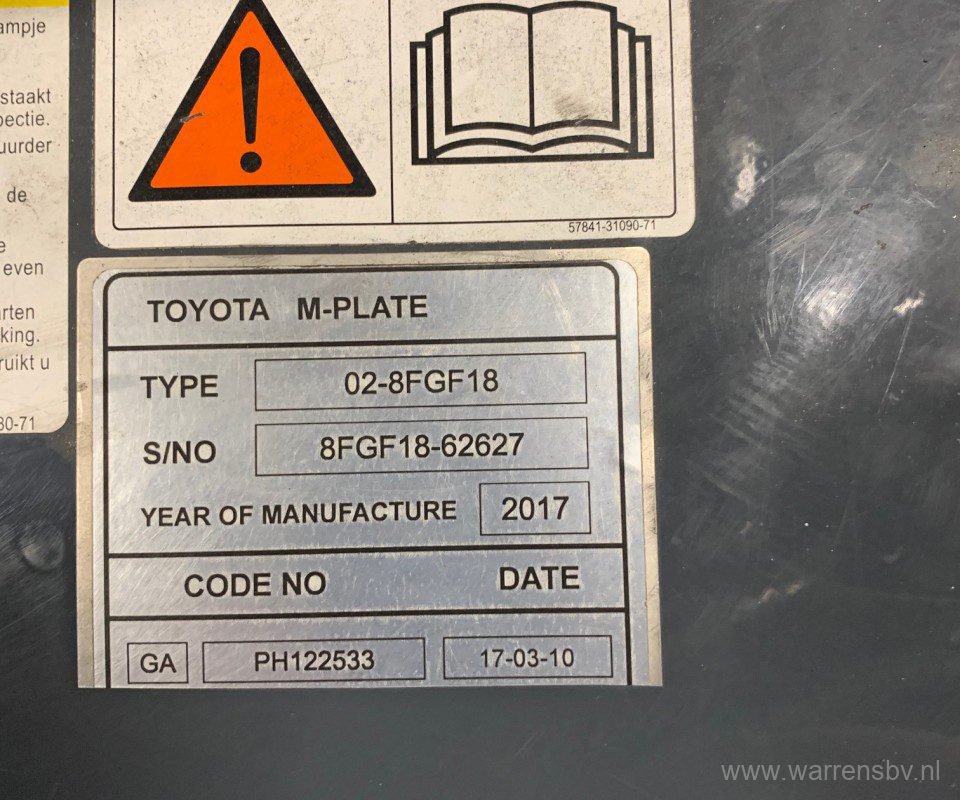 ampje
staakt
pectie.
uurder
de
e
even
arten
king.
ruikt u
80-71
57841-31090-71
TOYOTA M-PLATE
TYPE 02-8FGF18
S/NO 8FGF18-62627
YEAR OF MANUFACTURE 2017
CODE NO DATE
GA PH122533 17-03-10
www.warrensbv.nl